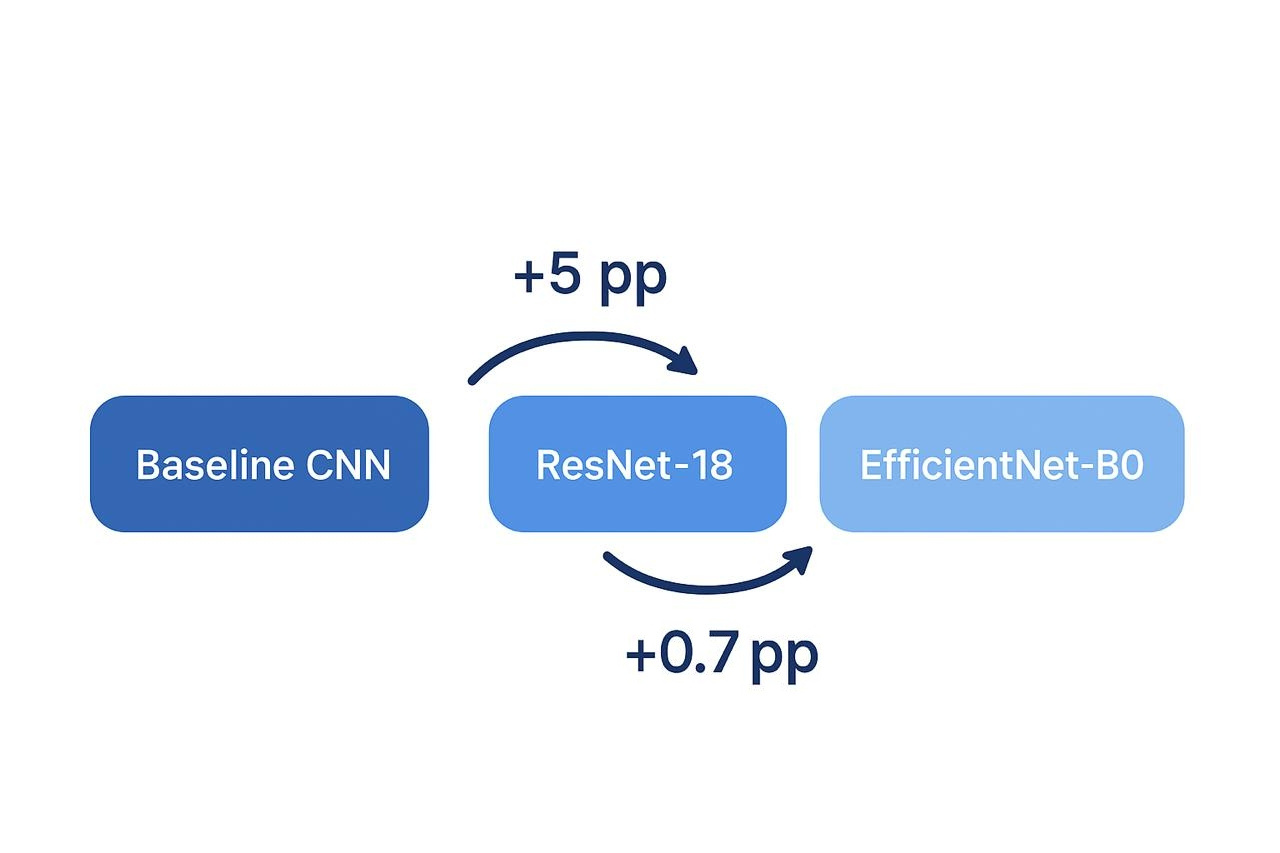 +5 pp
Baseline CNN
ResNet-18
EfficientNet-B0
+0.7 pp